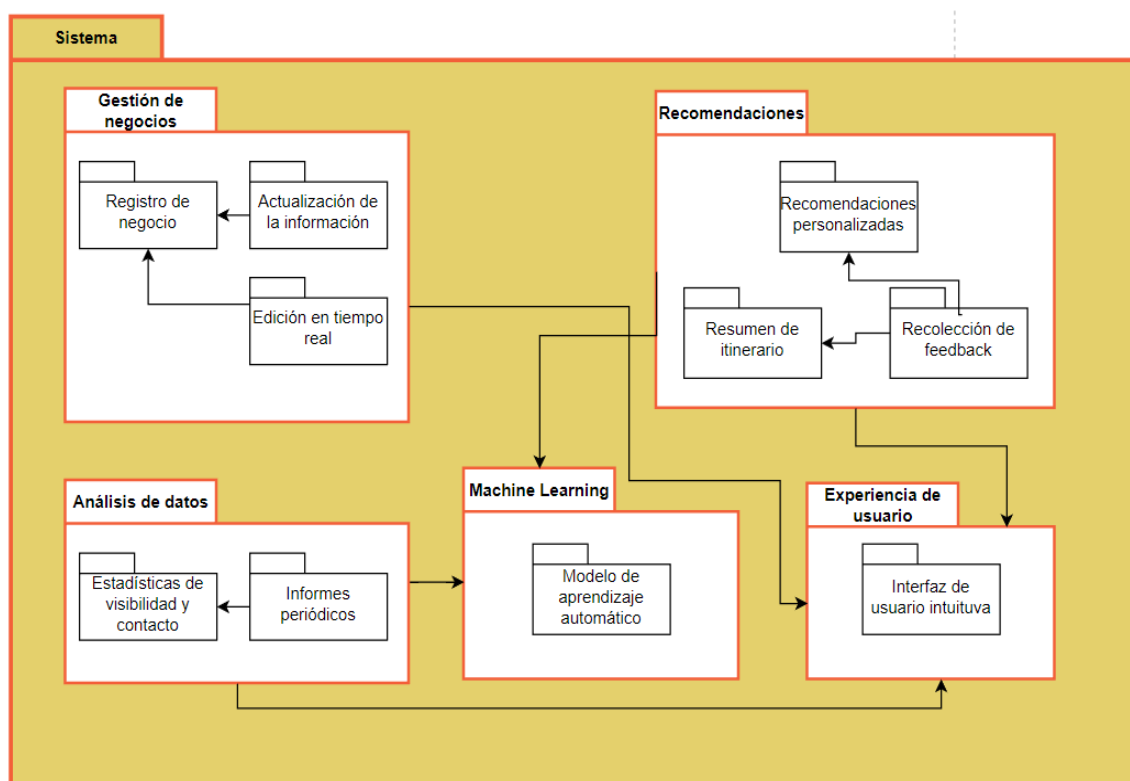 Sistema
Gestión de
negocios
Registro de
negocio
Actualización de
la información
Edición en tiempo
real
Recomendaciones
Recomendaciones
personalizadas
Resumen de
itinerario
Recolección de
feedback
Análisis de datos
Estadísticas de
visibilidad y
contacto
Informes
periódicos
Machine Learning
Modelo de
aprendizaje
automático
Experiencia de
usuario
Interfaz de
usuario intuituva